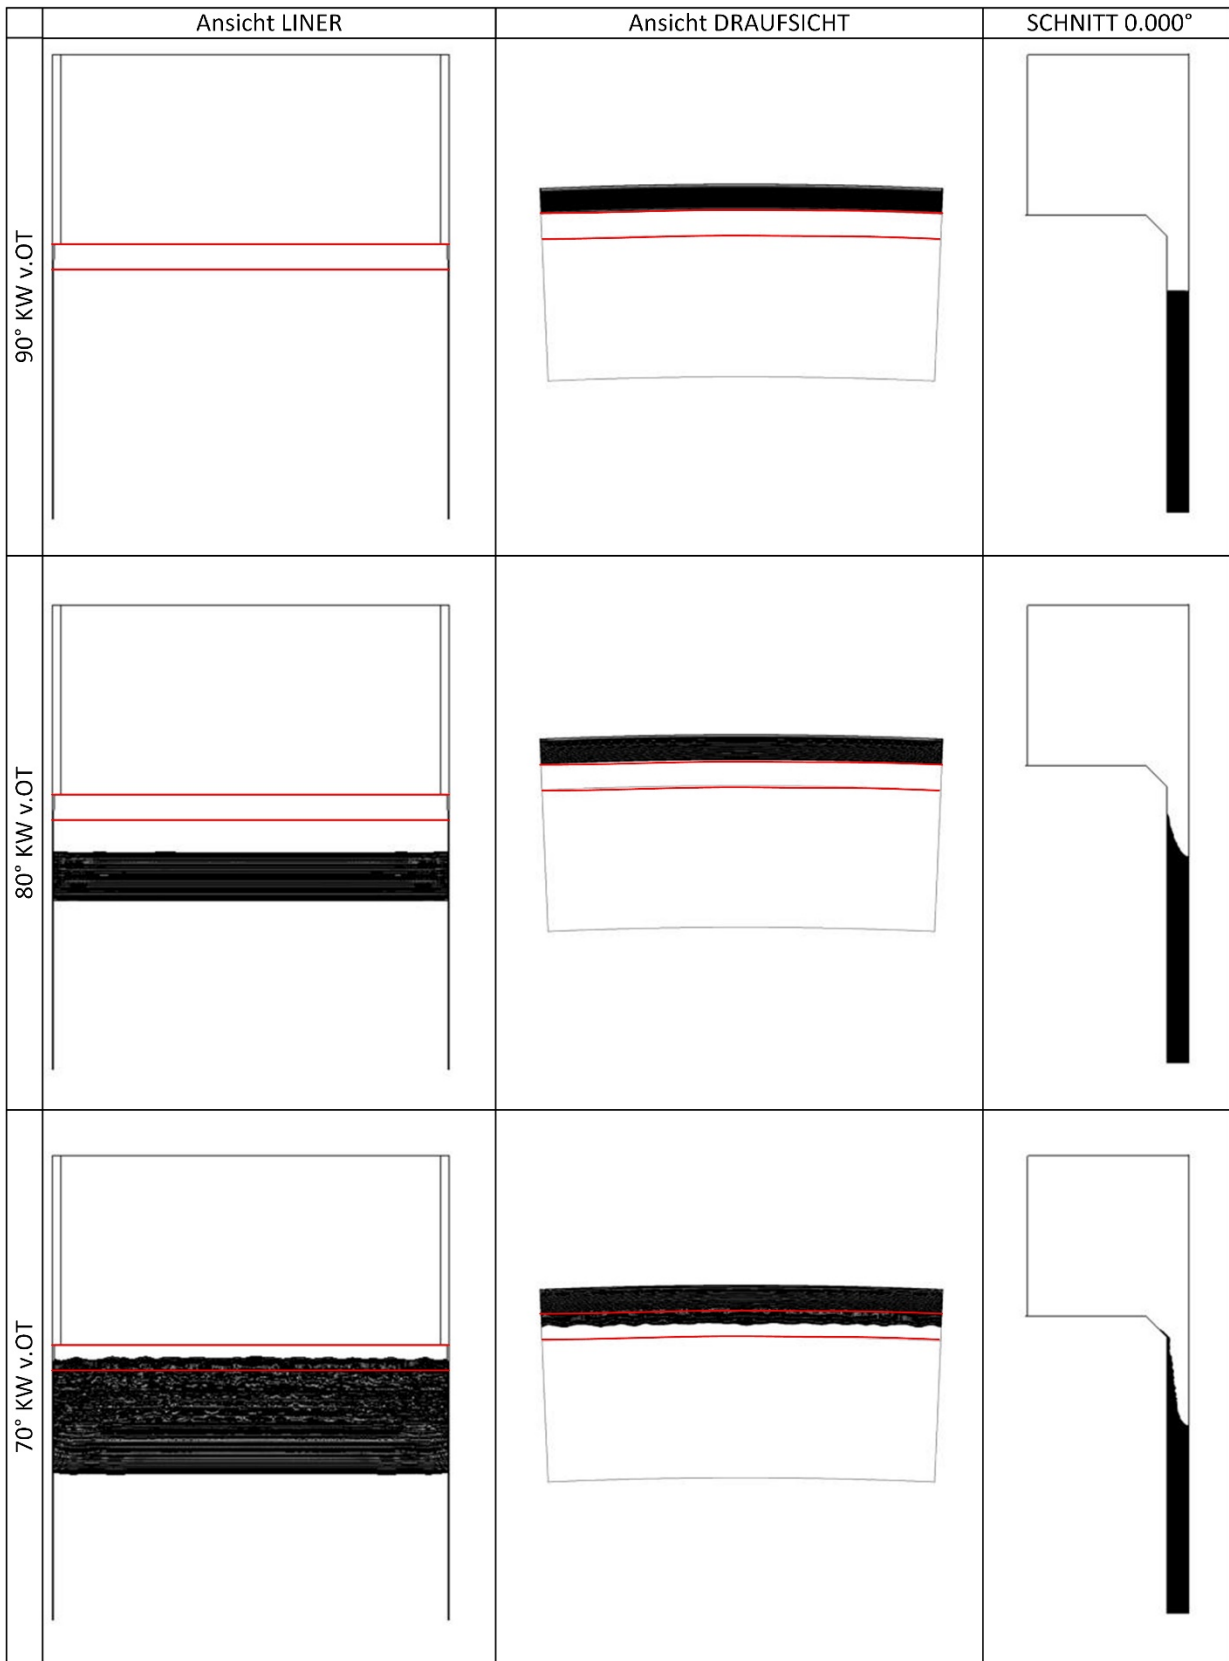 Ansicht LINER
Ansicht DRAUFSICHT
SCHNITT 0.000°
90° KW v.OT
80° KW v.OT
70° KW v.OT